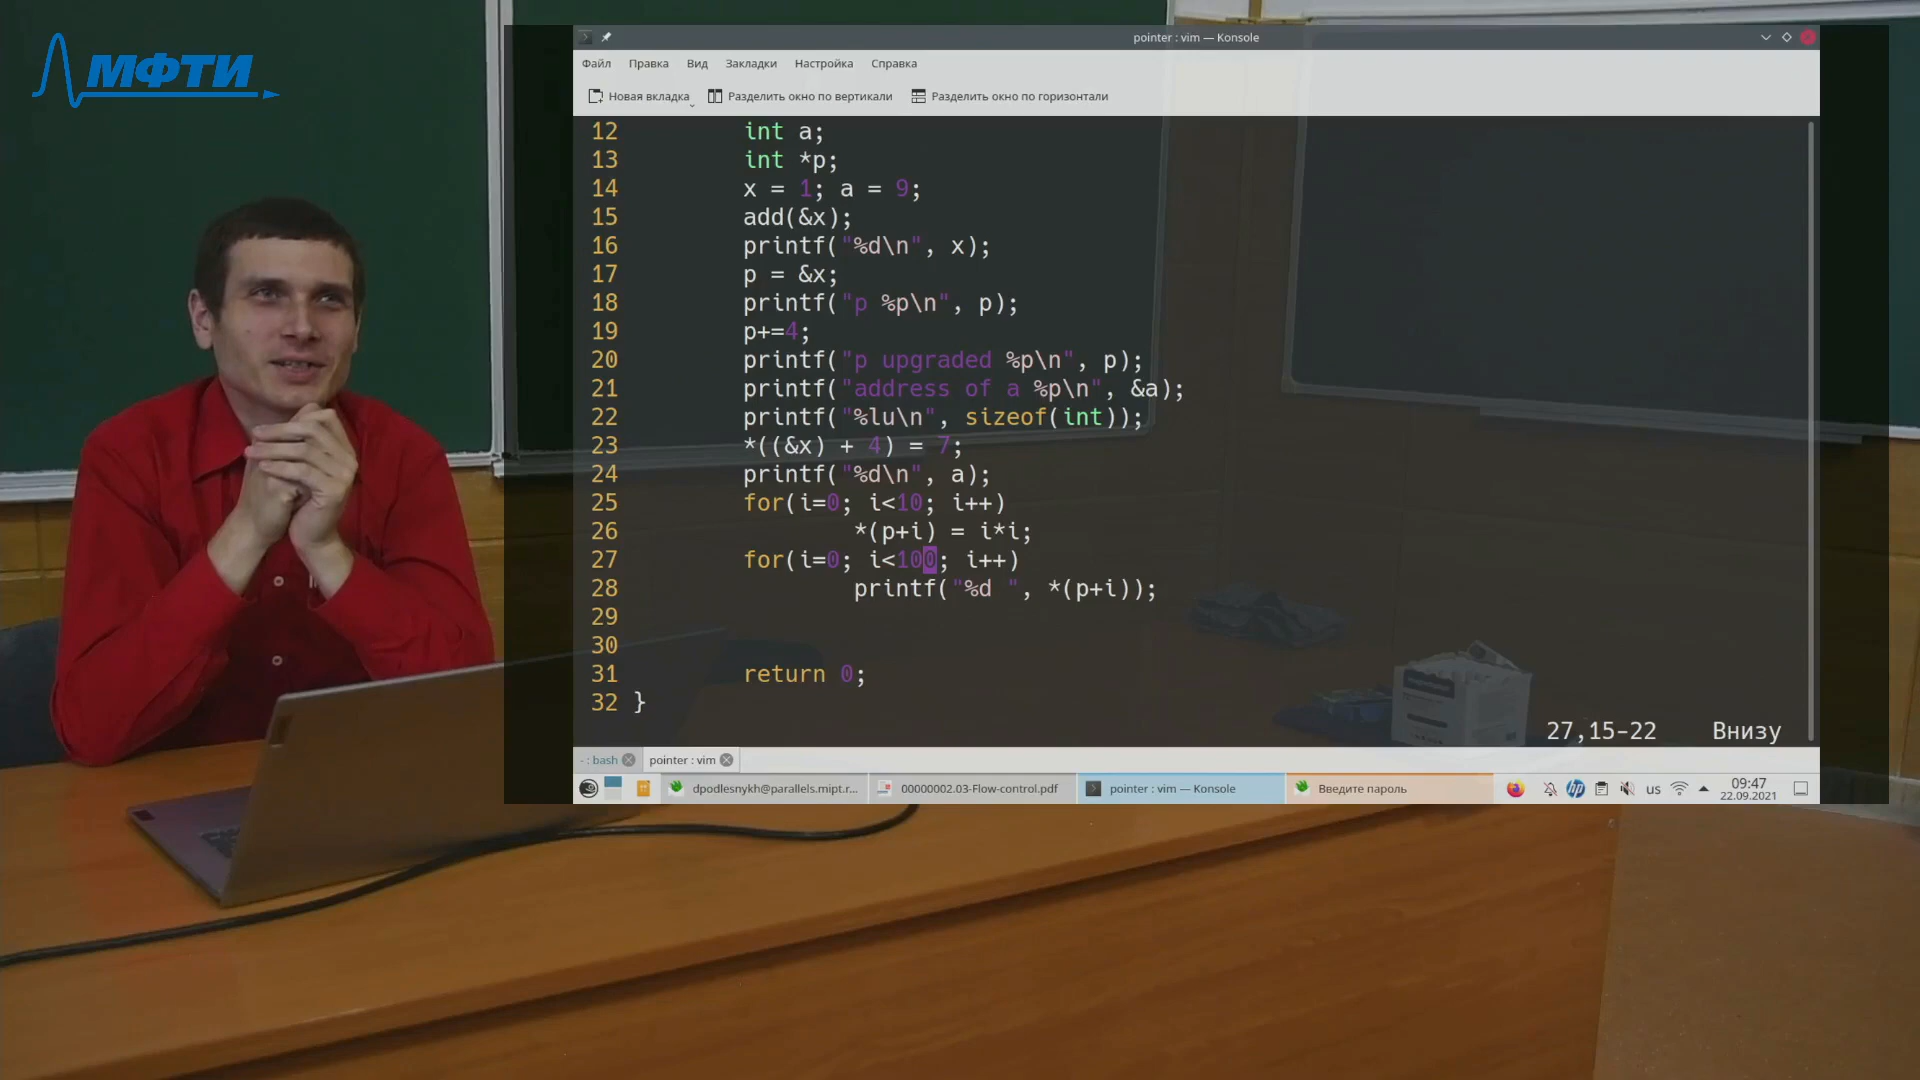 МФТИ
pointer : vim — Konsole
Файл Правка Вид Закладки Настройка Справка
Новая вкладка Разделить окно по вертикали Разделить окно по горизонтали
12 int a;
13 int *p;
14 x = 1; a = 9;
15 add(&x);
16 printf("%d\n", x);
17 p = &x;
18 printf("p %p\n", p);
19 p+=4;
20 printf("p upgraded %p\n", p);
21 printf("address of a %p\n", &a);
22 printf("%lu\n", sizeof(int));
23 *((&x) + 4) = 7;
24 printf("%d\n", a);
25 for(i=0; i<10; i++)
26 *(p+i) = i*i;
27 for(i=0; i<100; i++)
28 printf("%d ", *(p+i));
29
30
31 return 0;
32 }
27,15-22 Внизу
- : bash pointer : vim
dpodlesnykh@parallels.mipt.r... 00000002.03-Flow-control.pdf pointer : vim — Konsole Введите пароль us 09:47
22.09.2021